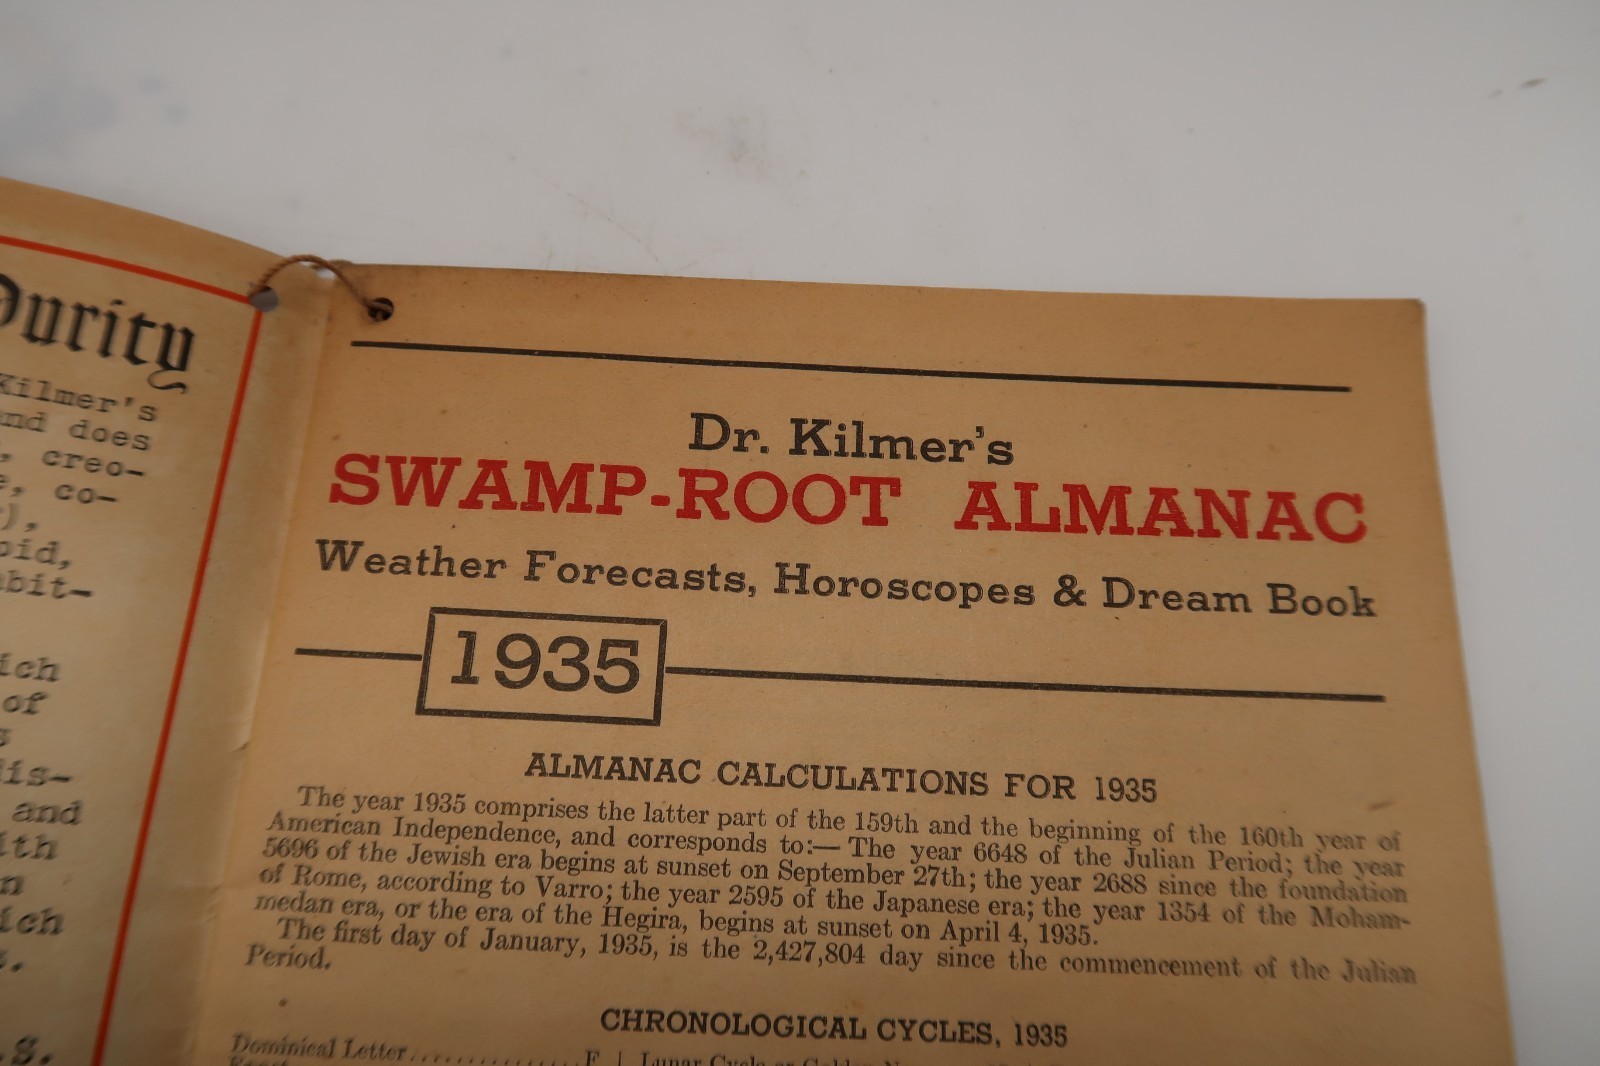 Purity
Kilmer's
and does
, creo-
e, co-
),
oid,
bit-
ich
of
s
dis-
and
ith
n
ich
s.
s.
Dr. Kilmer's
SWAMP-ROOT ALMANAC
Weather Forecasts, Horoscopes & Dream Book
1935
ALMANAC CALCULATIONS FOR 1935
The year 1935 comprises the latter part of the 159th and the beginning of the 160th year of
American Independence, and corresponds to:— The year 6648 of the Julian Period; the year
5696 of the Jewish era begins at sunset on September 27th; the year 2688 since the foundation
of Rome, according to Varro; the year 2595 of the Japanese era; the year 1354 of the Moham-
medan era, or the era of the Hegira, begins at sunset on April 4, 1935.
The first day of January, 1935, is the 2,427,804 day since the commencement of the Julian
Period.
CHRONOLOGICAL CYCLES, 1935
Dominical Letter............... F | Lunar Cycle or Golden